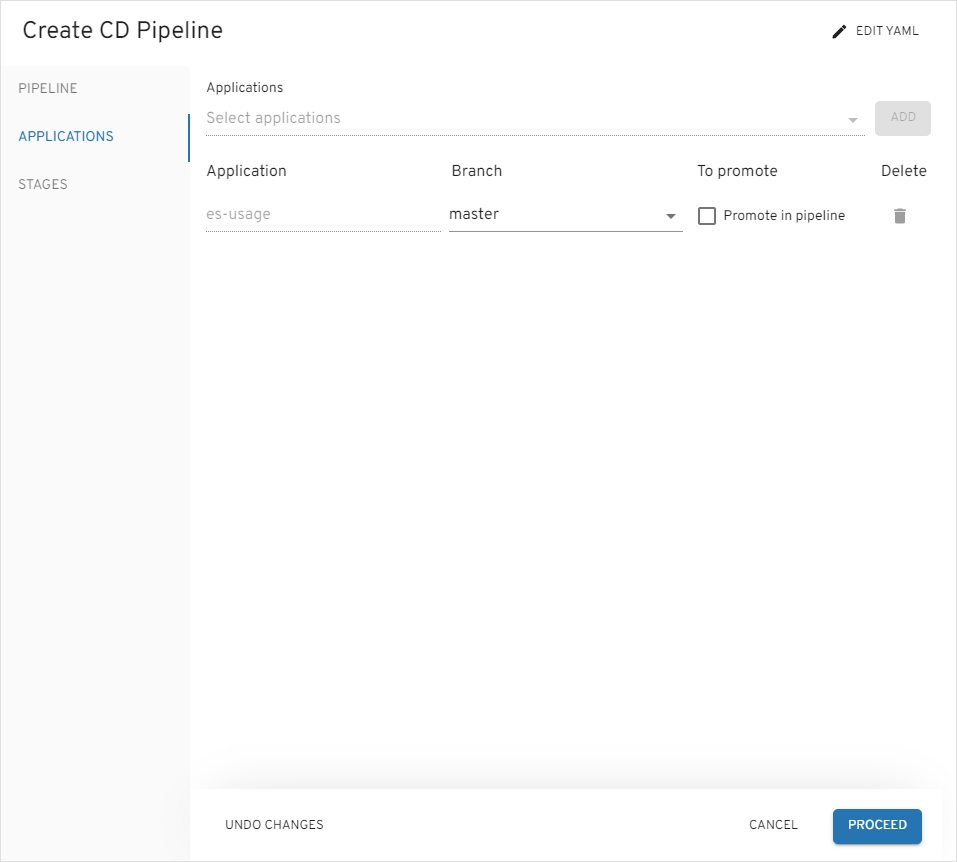 Create CD Pipeline
EDIT YAML
PIPELINE
APPLICATIONS
STAGES
Applications
Select applications
ADD
Application Branch To promote Delete
es-usage master Promote in pipeline
UNDO CHANGES CANCEL PROCEED